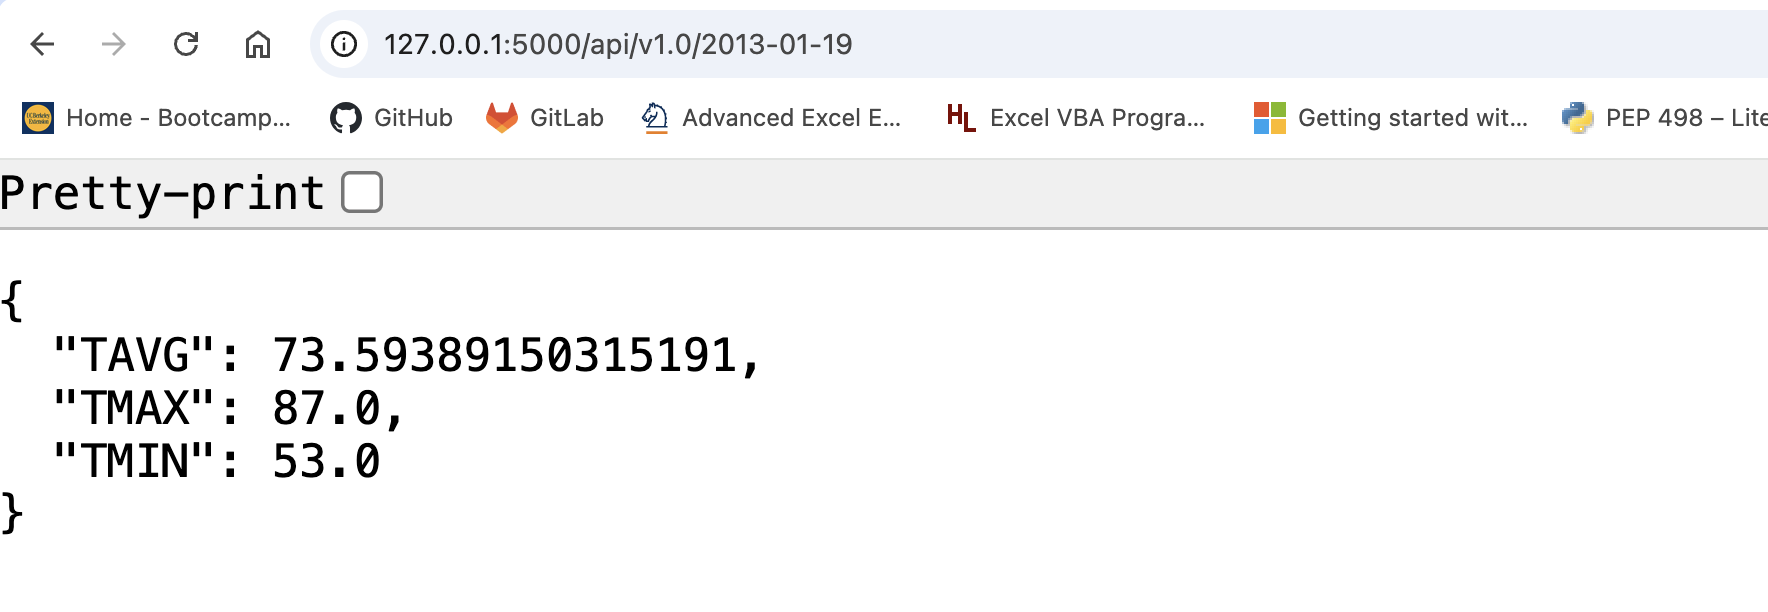 127.0.0.1:5000/api/v1.0/2013-01-19
Home - Bootcamp... GitHub GitLab Advanced Excel E... Excel VBA Progra... Getting started wit... PEP 498 – Lite
Pretty-print
{
  "TAVG": 73.59389150315191,
  "TMAX": 87.0,
  "TMIN": 53.0
}